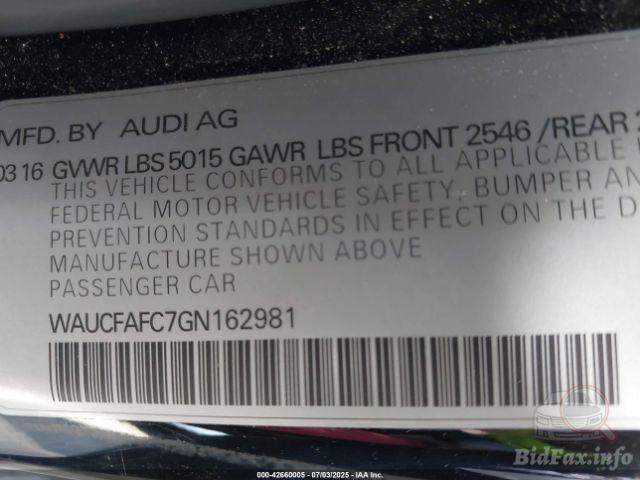 MFD. BY AUDI AG
03 16 GVWR LBS 5015 GAWR LBS FRONT 2546 / REAR 2
THIS VEHICLE CONFORMS TO ALL APPLICABLE
FEDERAL MOTOR VEHICLE SAFETY, BUMPER AN
PREVENTION STANDARDS IN EFFECT ON THE D
MANUFACTURE SHOWN ABOVE
PASSENGER CAR
WAUCFAFC7GN162981
BidFax.info
000-42660005 - 07/03/2025 - IAA Inc.